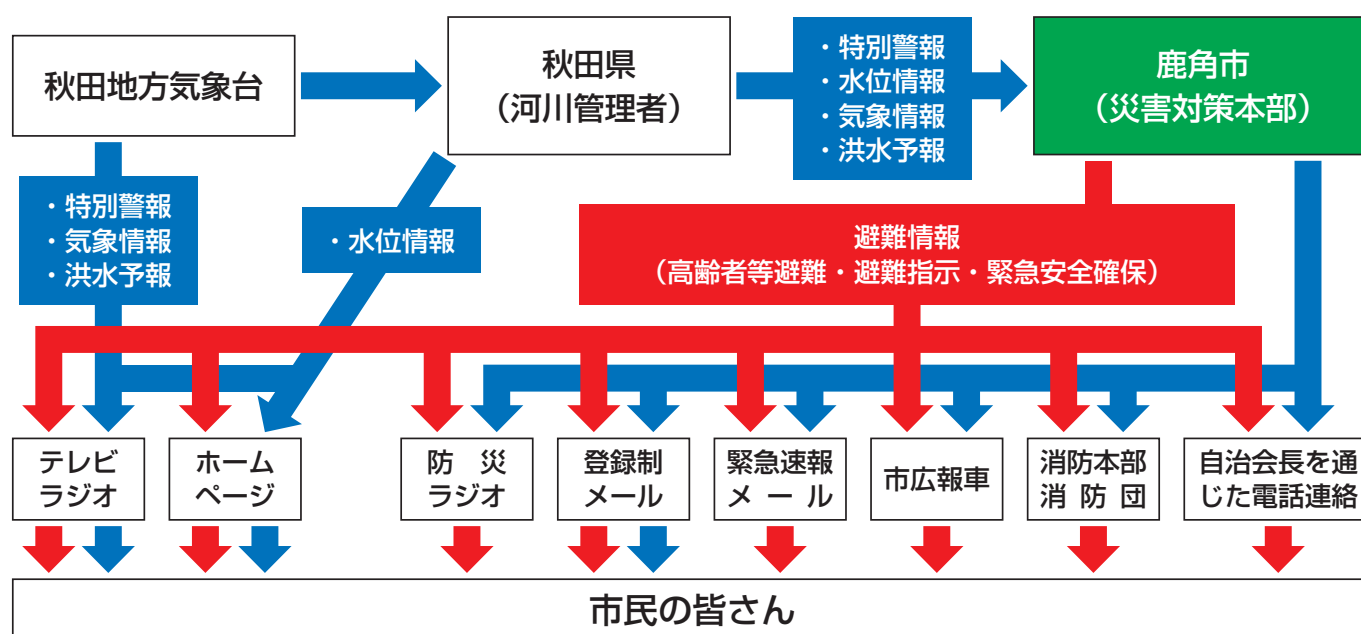 秋田地方気象台
秋田県
（河川管理者）
・特別警報
・水位情報
・気象情報
・洪水予報
鹿角市
（災害対策本部）
・特別警報
・気象情報
・洪水予報
・水位情報
避難情報
（高齢者等避難・避難指示・緊急安全確保）
テレビ
ラジオ
ホーム
ページ
防　災
ラジオ
登録制
メール
緊急速報
メ ー ル
市広報車
消防本部
消 防 団
自治会長を通
じた電話連絡
市民の皆さん